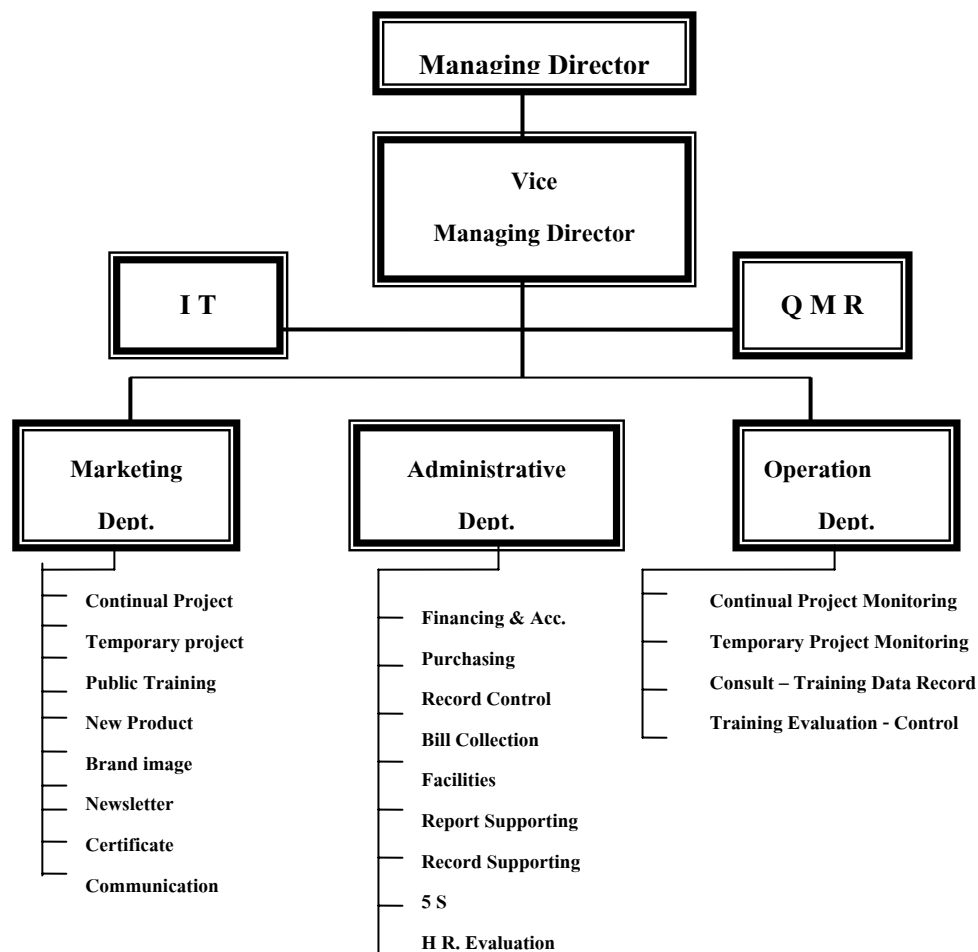 Managing Director
Vice
Managing Director
I T
Q M R
Marketing
Dept.
Administrative
Dept.
Operation
Dept.
Continual Project
Temporary project
Public Training
New Product
Brand image
Newsletter
Certificate
Communication
Financing & Acc.
Purchasing
Record Control
Bill Collection
Facilities
Report Supporting
Record Supporting
5 S
H R. Evaluation
Continual Project Monitoring
Temporary Project Monitoring
Consult – Training Data Record
Training Evaluation - Control